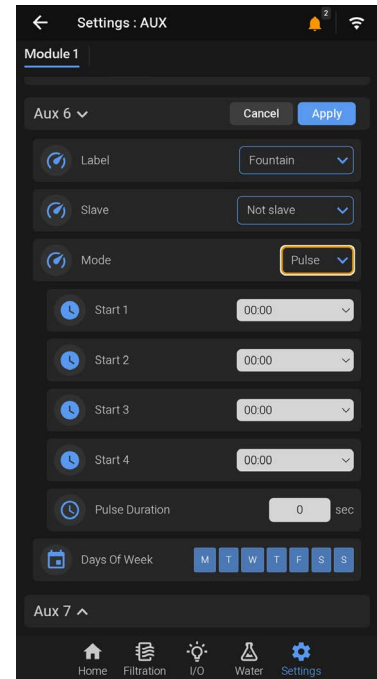 Settings : AUX
2
Module 1
Aux 6
Cancel Apply
Label Fountain
Slave Not slave
Mode Pulse
Start 1 00:00
Start 2 00:00
Start 3 00:00
Start 4 00:00
Pulse Duration 0 sec
Days Of Week M T W T F S S
Aux 7
Home Filtration I/O Water Settings